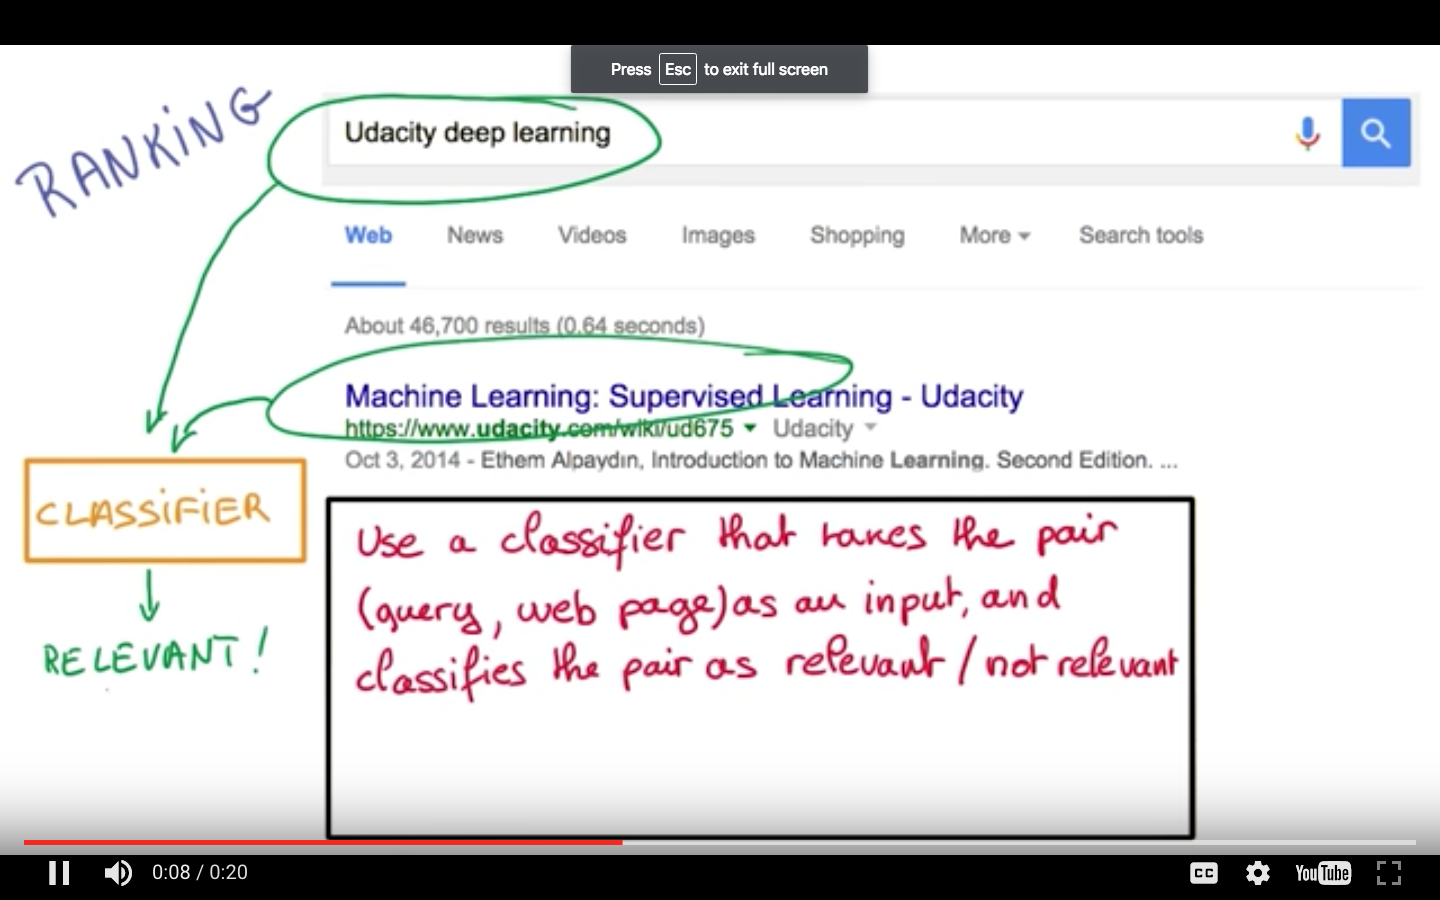 Press Esc to exit full screen
RANKING
Udacity deep learning
Web News Videos Images Shopping More Search tools
About 46,700 results (0.64 seconds)
Machine Learning: Supervised Learning - Udacity
https://www.udacity.com/wiki/ud675 Udacity
Oct 3, 2014 - Ethem Alpaydın, Introduction to Machine Learning. Second Edition. ...
CLASSIFIER
RELEVANT!
Use a classifier that takes the pair
(query, web page) as an input, and
classifies the pair as relevant / not relevant
0:08 / 0:20
CC
YouTube